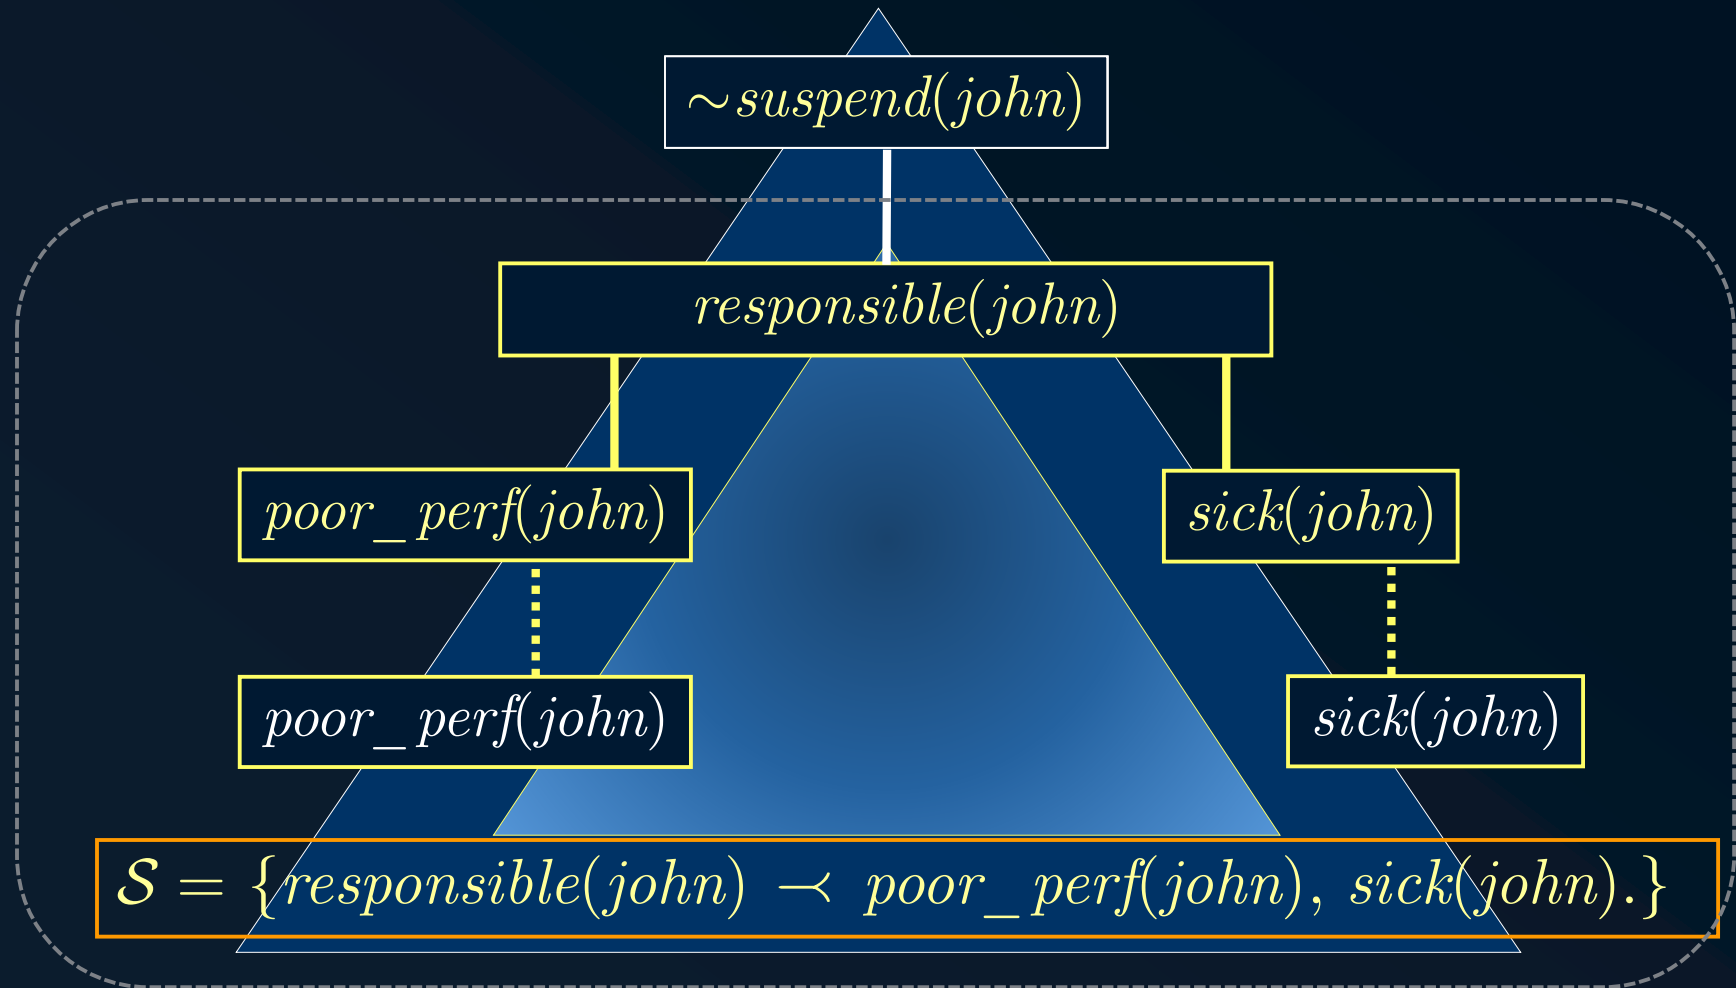 ∼suspend(john)
responsible(john)
poor_perf(john) sick(john)
poor_perf(john) sick(john)
𝒮 = {responsible(john) ⤙ poor_perf(john), sick(john).}